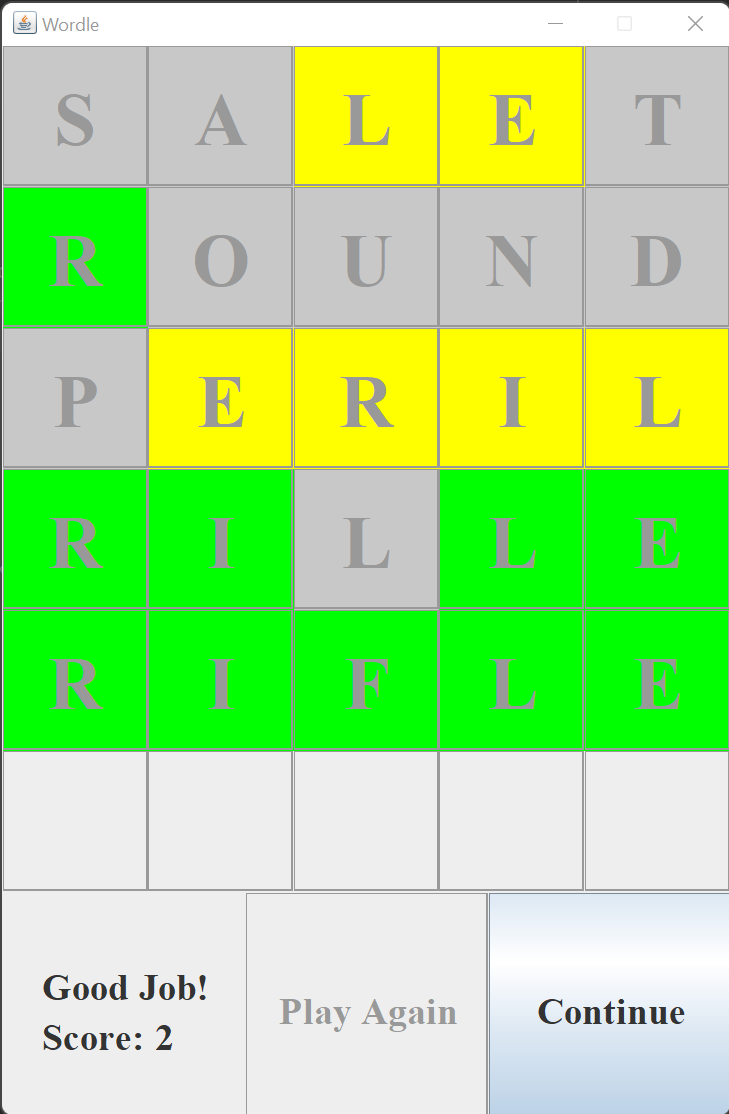 Wordle
S A L E T
R O U N D
P E R I L
R I L L E
R I F L E
Good Job!
Score: 2
Play Again
Continue